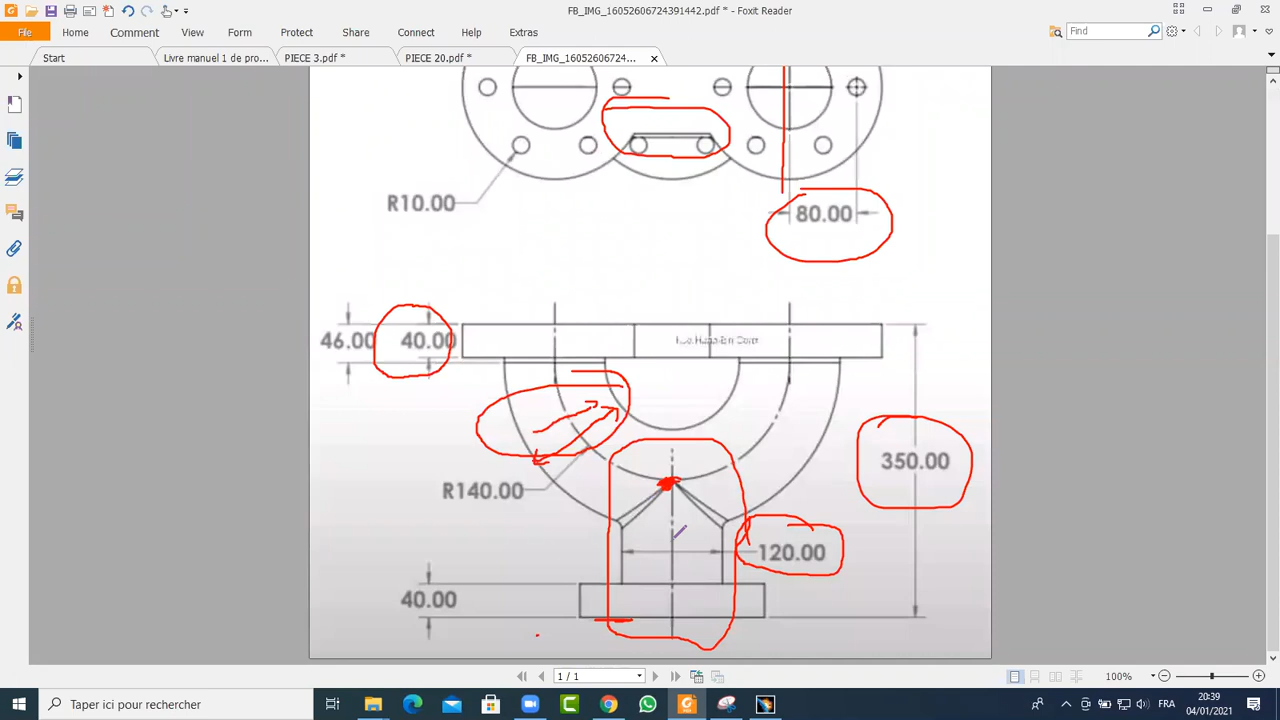 FB_IMG_16052606724391442.pdf * - Foxit Reader
File
Home
Comment
View
Form
Protect
Share
Connect
Help
Extras
Find
Start
Livre manuel 1 de pro...
PIECE 3.pdf *
PIECE 20.pdf *
FB_IMG_16052606724...
R10.00
80.00
46.00
40.00
R140.00
350.00
120.00
40.00
1 / 1
100%
Taper ici pour rechercher
FRA
20:39
04/01/2021